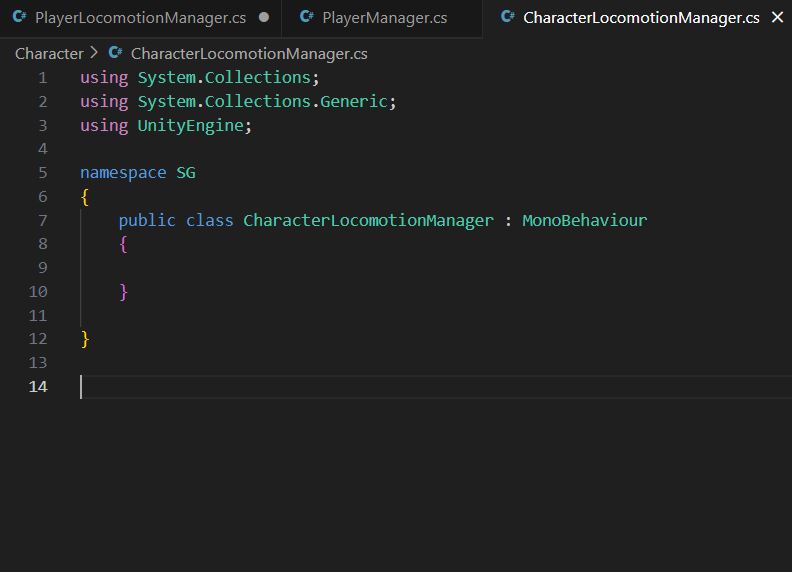 C# PlayerLocomotionManager.cs C# PlayerManager.cs C# CharacterLocomotionManager.cs
Character > C# CharacterLocomotionManager.cs
1 using System.Collections;
2 using System.Collections.Generic;
3 using UnityEngine;
4
5 namespace SG
6 {
7 public class CharacterLocomotionManager : MonoBehaviour
8 {
9
10 }
11
12 }
13
14